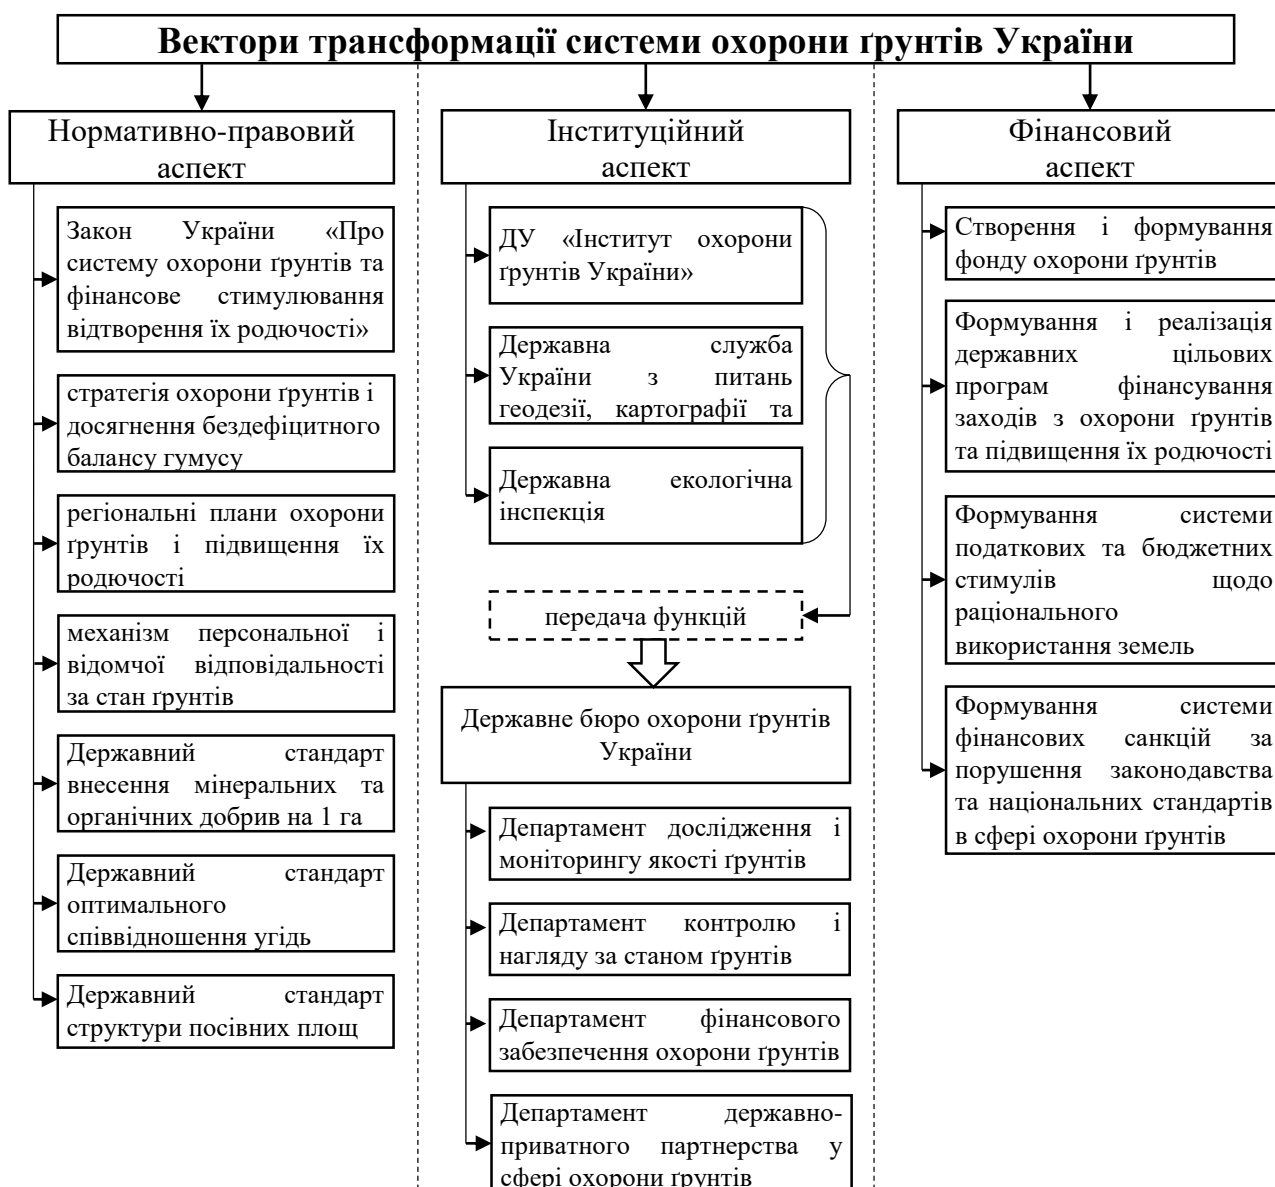 Вектори трансформації системи охорони ґрунтів України
Нормативно-правовий
аспект
Закон України «Про
систему охорони ґрунтів та
фінансове стимулювання
відтворення їх родючості»
стратегія охорони ґрунтів і
досягнення бездефіцитного
балансу гумусу
регіональні плани охорони
ґрунтів і підвищення їх
родючості
механізм персональної і
відомчої відповідальності
за стан ґрунтів
Державний стандарт
внесення мінеральних та
органічних добрив на 1 га
Державний стандарт
оптимального
співвідношення угідь
Державний стандарт
структури посівних площ
Інституційний
аспект
ДУ «Інститут охорони
ґрунтів України»
Державна служба
України з питань
геодезії, картографії та
Державна екологічна
інспекція
передача функцій
Державне бюро охорони ґрунтів
України
Департамент дослідження і
моніторингу якості ґрунтів
Департамент контролю і
нагляду за станом ґрунтів
Департамент фінансового
забезпечення охорони ґрунтів
Департамент державно-
приватного партнерства у
сфері охорони ґрунтів
Фінансовий
аспект
Створення і формування
фонду охорони ґрунтів
Формування і реалізація
державних цільових
програм фінансування
заходів з охорони ґрунтів
та підвищення їх родючості
Формування системи
податкових та бюджетних
стимулів щодо
раціонального
використання земель
Формування системи
фінансових санкцій за
порушення законодавства
та національних стандартів
в сфері охорони ґрунтів